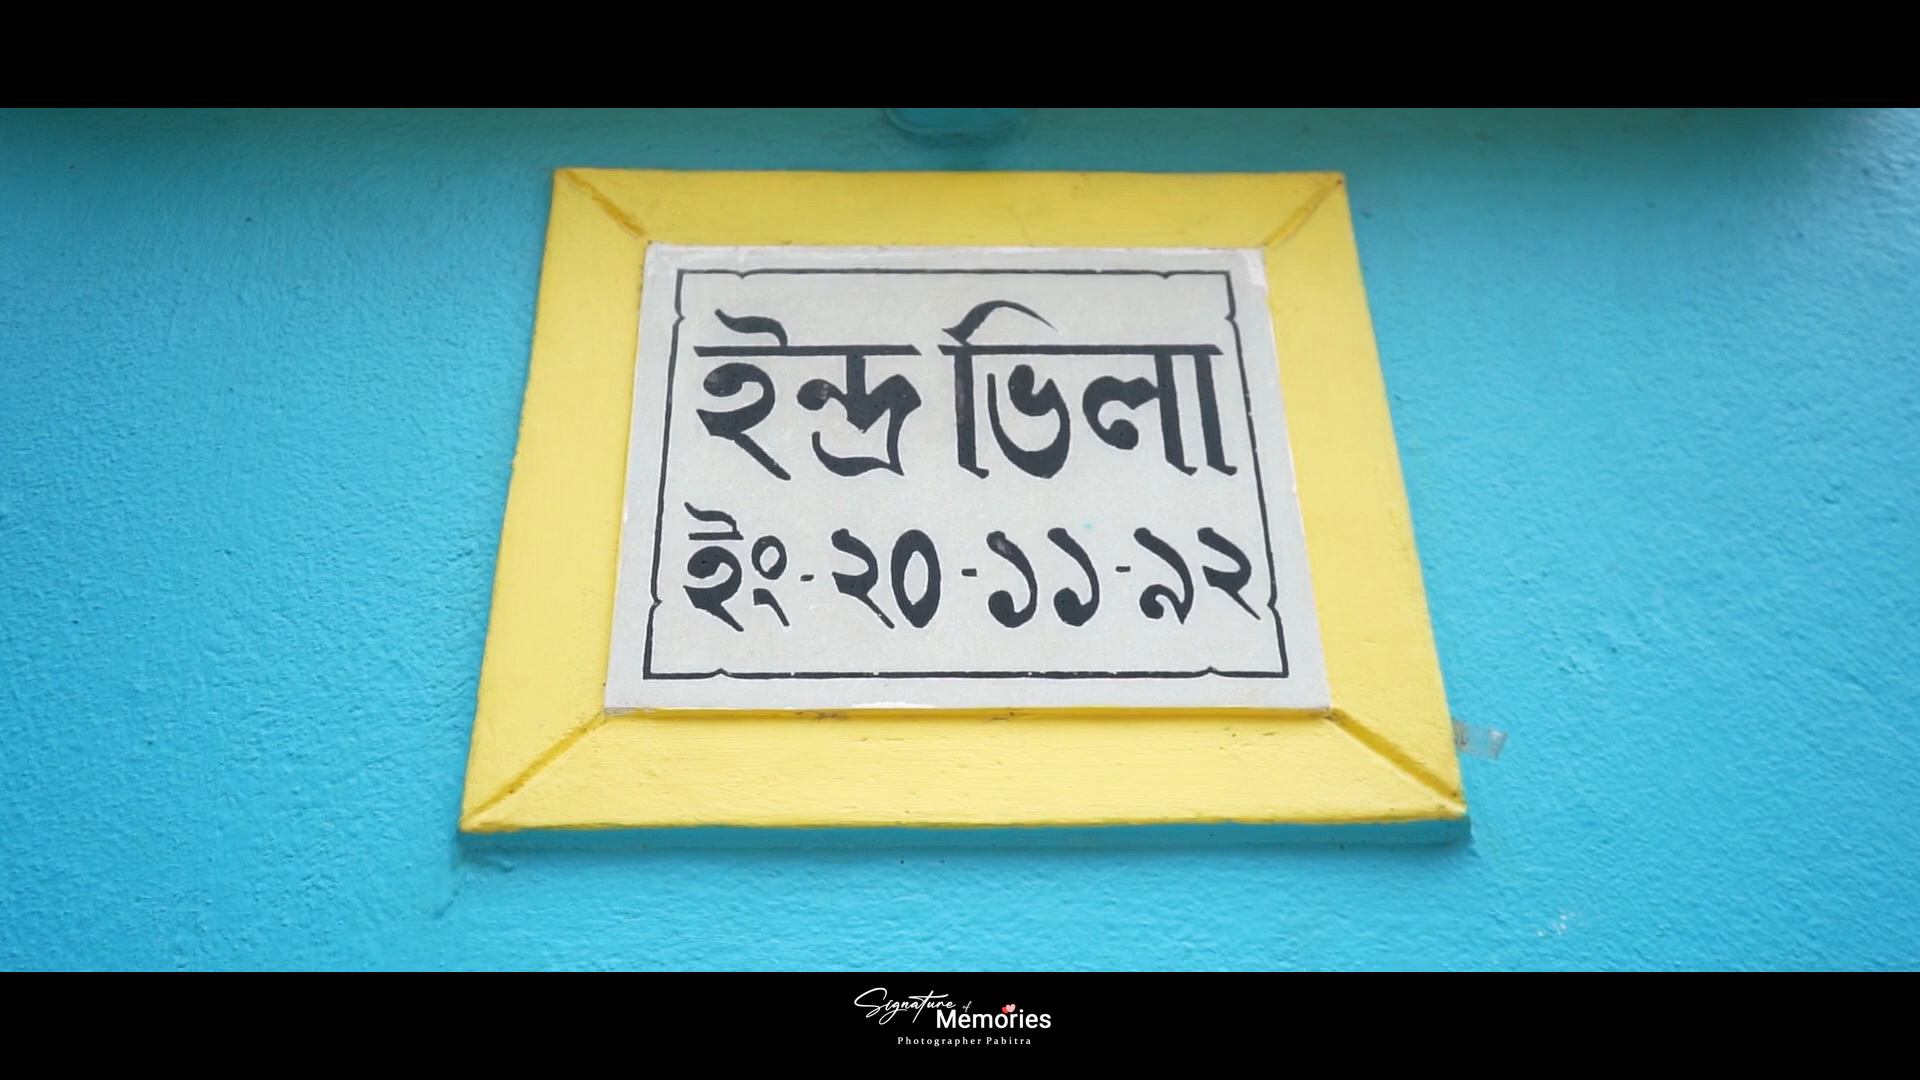 ইন্দ্র ভিলা
ইং-২০-১১-৯২
Signature of
Memories
Photographer Pabitra